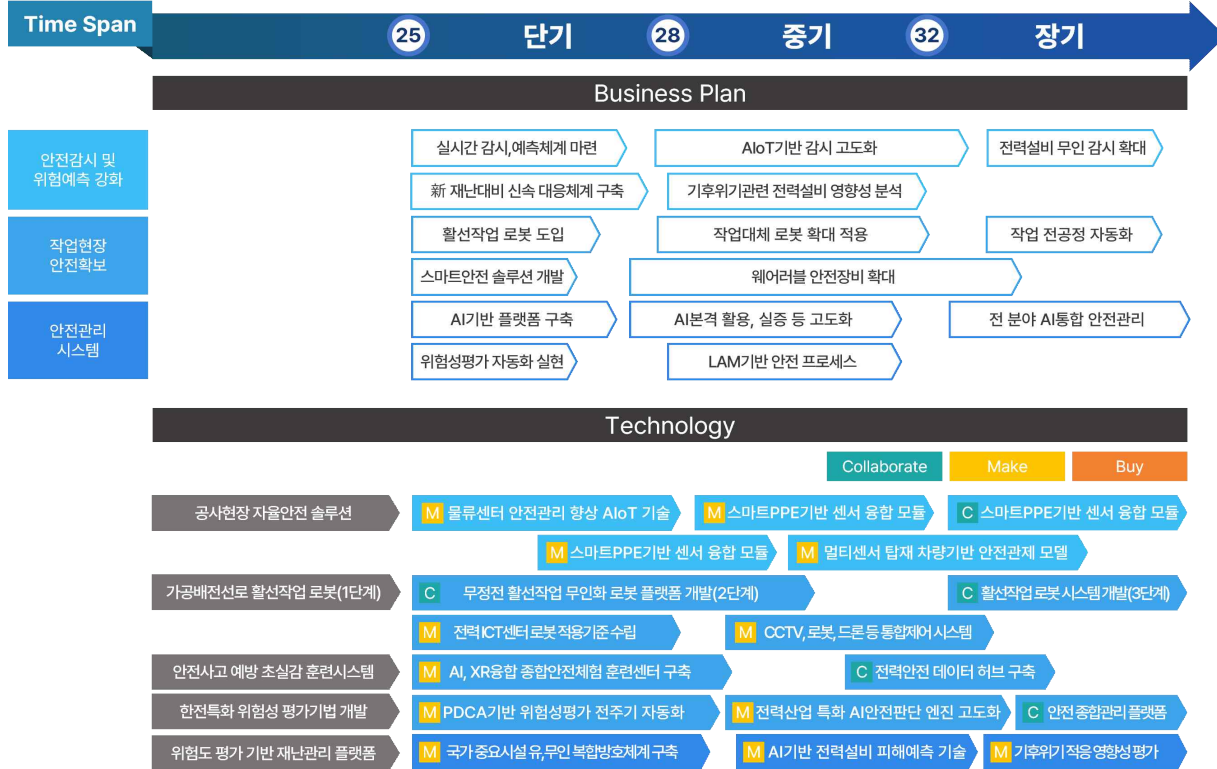 Time Span
25 단기 28 중기 32 장기
Business Plan
안전감시 및
위험예측 강화
실시간 감시,예측체계 마련
AIoT기반 감시 고도화
전력설비 무인 감시 확대
新 재난대비 신속 대응체계 구축
기후위기관련 전력설비 영향성 분석
작업현장
안전확보
활선작업 로봇 도입
작업대체 로봇 확대 적용
작업 전공정 자동화
스마트안전 솔루션 개발
웨어러블 안전장비 확대
안전관리
시스템
AI기반 플랫폼 구축
AI본격 활용, 실증 등 고도화
전 분야 AI통합 안전관리
위험성평가 자동화 실현
LAM기반 안전 프로세스
Technology
Collaborate
Make
Buy
공사현장 자율안전 솔루션
M 물류센터 안전관리 향상 AIoT 기술
M 스마트PPE기반 센서 융합 모듈
C 스마트PPE기반 센서 융합 모듈
M 스마트PPE기반 센서 융합 모듈
M 멀티센서 탑재 차량기반 안전관제 모델
가공배전선로 활선작업 로봇(1단계)
C 무정전 활선작업 무인화 로봇 플랫폼 개발(2단계)
C 활선작업 로봇 시스템 개발(3단계)
M 전력 ICT센터 로봇 적용기준 수립
M CCTV, 로봇, 드론 등 통합제어 시스템
안전사고 예방 초실감 훈련시스템
M AI, XR융합 종합안전체험 훈련센터 구축
C 전력안전 데이터 허브 구축
한전특화 위험성 평가기법 개발
M PDCA기반 위험성평가 전주기 자동화
M 전력산업 특화 AI안전판단 엔진 고도화
C 안전 종합관리 플랫폼
위험도 평가 기반 재난관리 플랫폼
M 국가 중요시설 유,무인 복합방호체계 구축
M AI기반 전력설비 피해예측 기술
M 기후위기 적응 영향성 평가